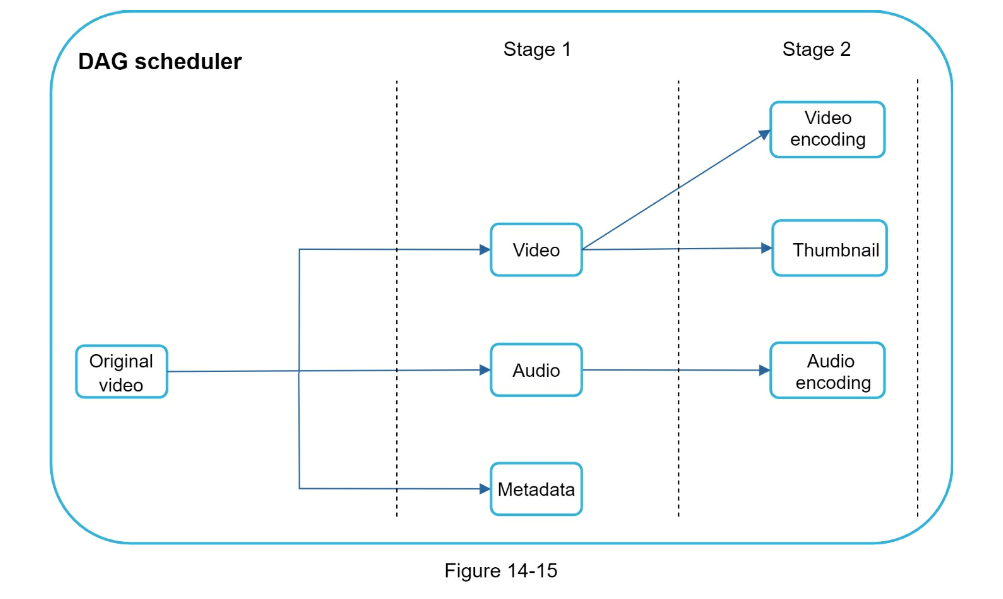 DAG scheduler
Stage 1
Stage 2
Video
encoding
Video
Thumbnail
Original
video
Audio
Audio
encoding
Metadata
Figure 14-15